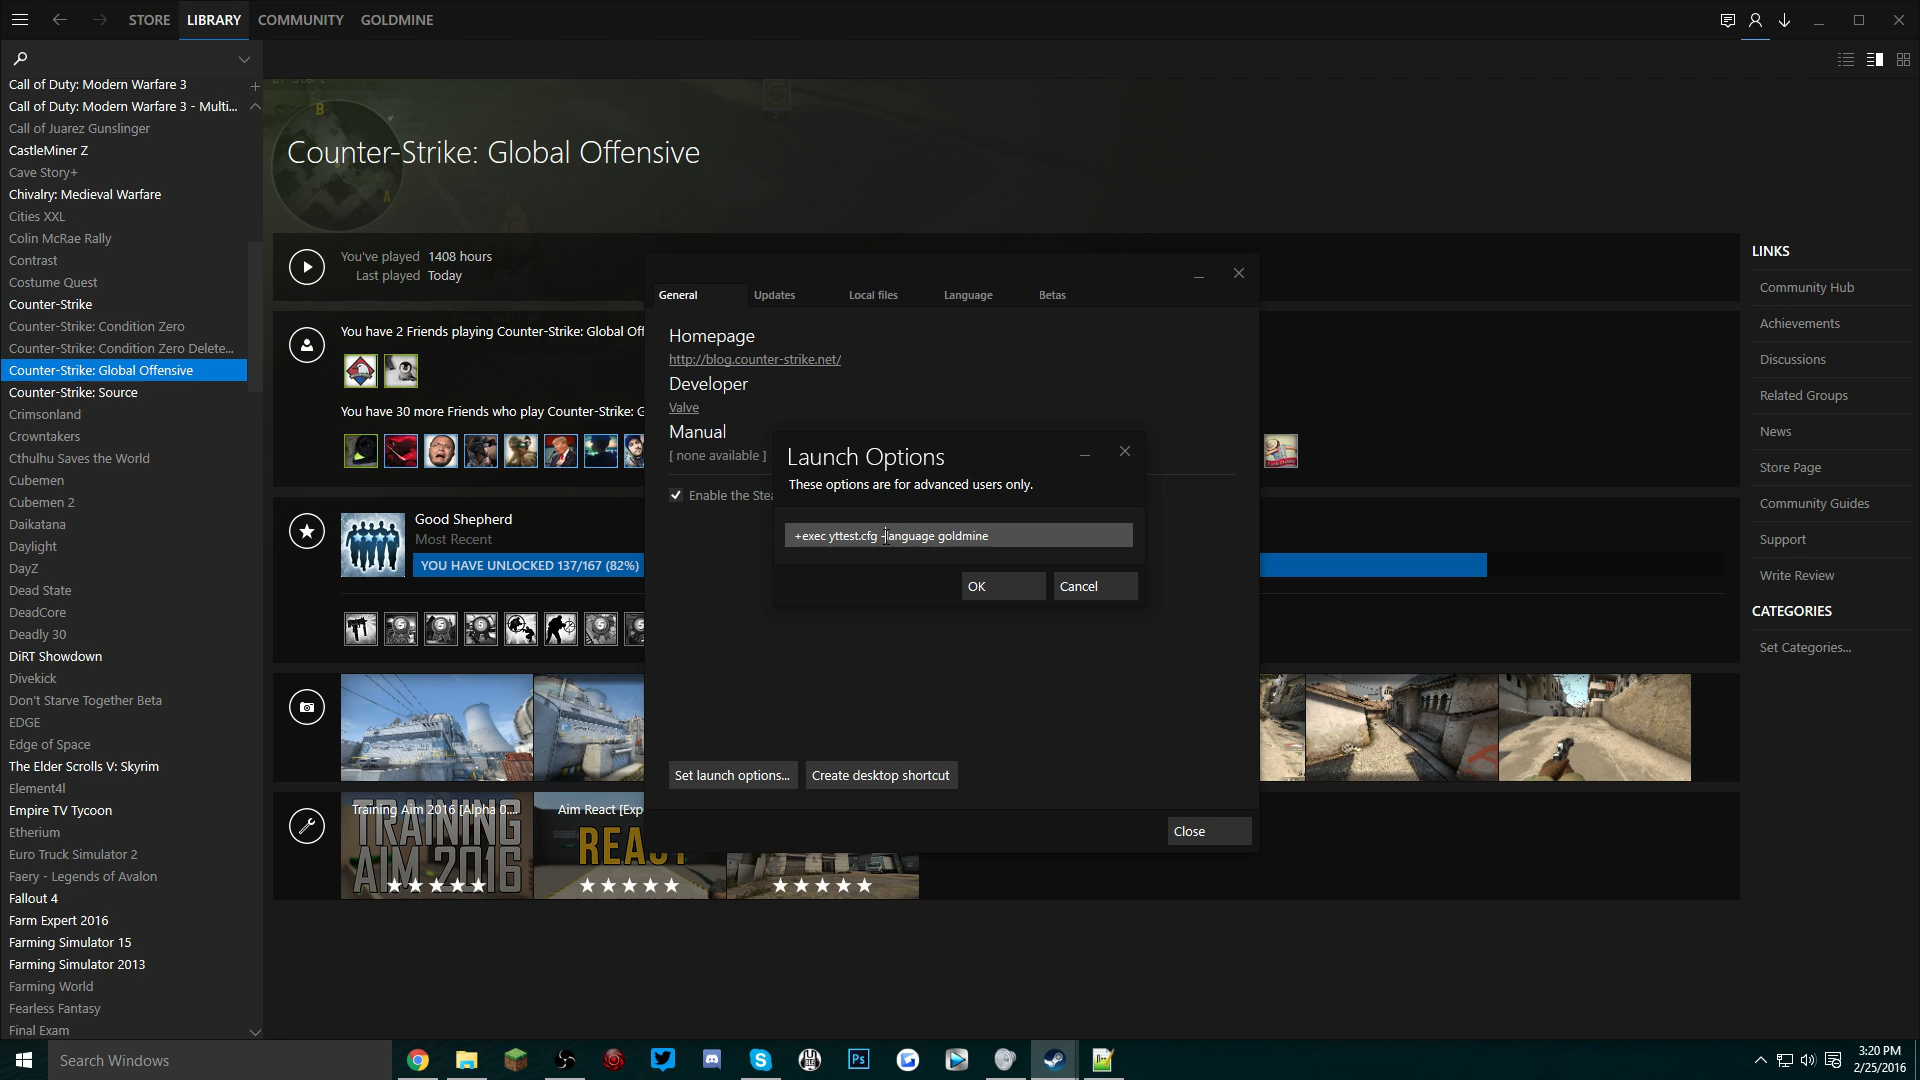 STORE LIBRARY COMMUNITY GOLDMINE
Call of Duty: Modern Warfare 3
Call of Duty: Modern Warfare 3 - Multi...
Call of Juarez Gunslinger
CastleMiner Z
Cave Story+
Chivalry: Medieval Warfare
Cities XXL
Colin McRae Rally
Contrast
Costume Quest
Counter-Strike
Counter-Strike: Condition Zero
Counter-Strike: Condition Zero Delete...
Counter-Strike: Global Offensive
Counter-Strike: Source
Crimsonland
Crowntakers
Cthulhu Saves the World
Cubemen
Cubemen 2
Daikatana
Daylight
DayZ
Dead State
DeadCore
Deadly 30
DiRT Showdown
Divekick
Don't Starve Together Beta
EDGE
Edge of Space
The Elder Scrolls V: Skyrim
Element4l
Empire TV Tycoon
Etherium
Euro Truck Simulator 2
Faery - Legends of Avalon
Fallout 4
Farm Expert 2016
Farming Simulator 15
Farming Simulator 2013
Farming World
Fearless Fantasy
Final Exam
B
A
Counter-Strike: Global Offensive
You've played 1408 hours
Last played Today
You have 2 Friends playing Counter-Strike: Global Off
You have 30 more Friends who play Counter-Strike: G
Good Shepherd
Most Recent
YOU HAVE UNLOCKED 137/167 (82%)
Training Aim 2016 [Alpha 0....
TRAINING
AIM 2016
Aim React [Exp
REACT
General Updates Local files Language Betas
Homepage
http://blog.counter-strike.net/
Developer
Valve
Manual
[ none available ]
Enable the Stea
Launch Options
These options are for advanced users only.
+exec yttest.cfg -language goldmine
OK Cancel
Set launch options... Create desktop shortcut
Close
LINKS
Community Hub
Achievements
Discussions
Related Groups
News
Store Page
Community Guides
Support
Write Review
CATEGORIES
Set Categories...
Search Windows
Ps
3:20 PM
2/25/2016